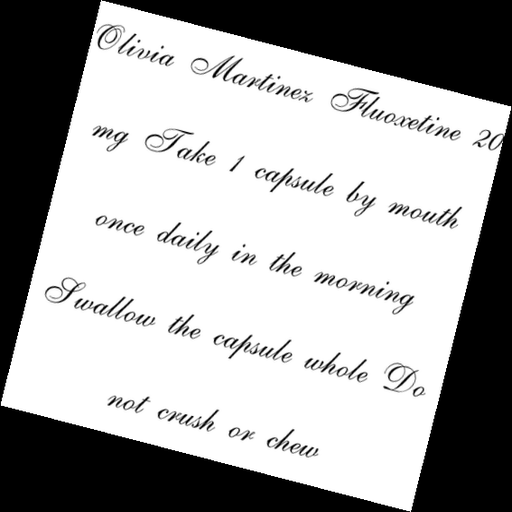 Olivia Martinez Fluoxetine 20
mg Take 1 capsule by mouth
once daily in the morning
Swallow the capsule whole Do
not crush or chew